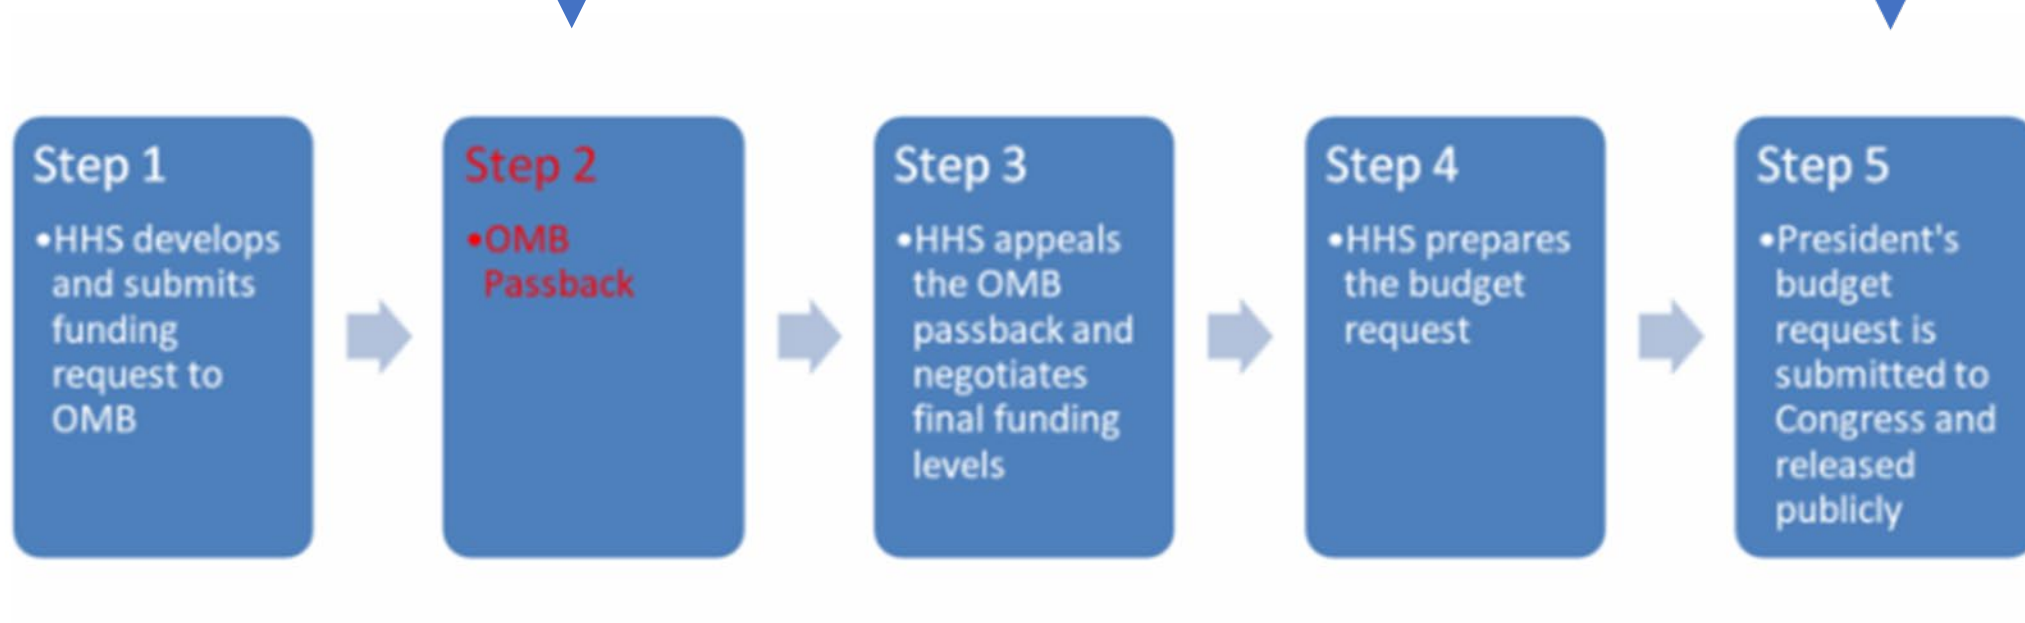 Step 1
•HHS develops
and submits
funding
request to
OMB
Step 2
•OMB
Passback
Step 3
•HHS appeals
the OMB
passback and
negotiates
final funding
levels
Step 4
•HHS prepares
the budget
request
Step 5
•President's
budget
request is
submitted to
Congress and
released
publicly